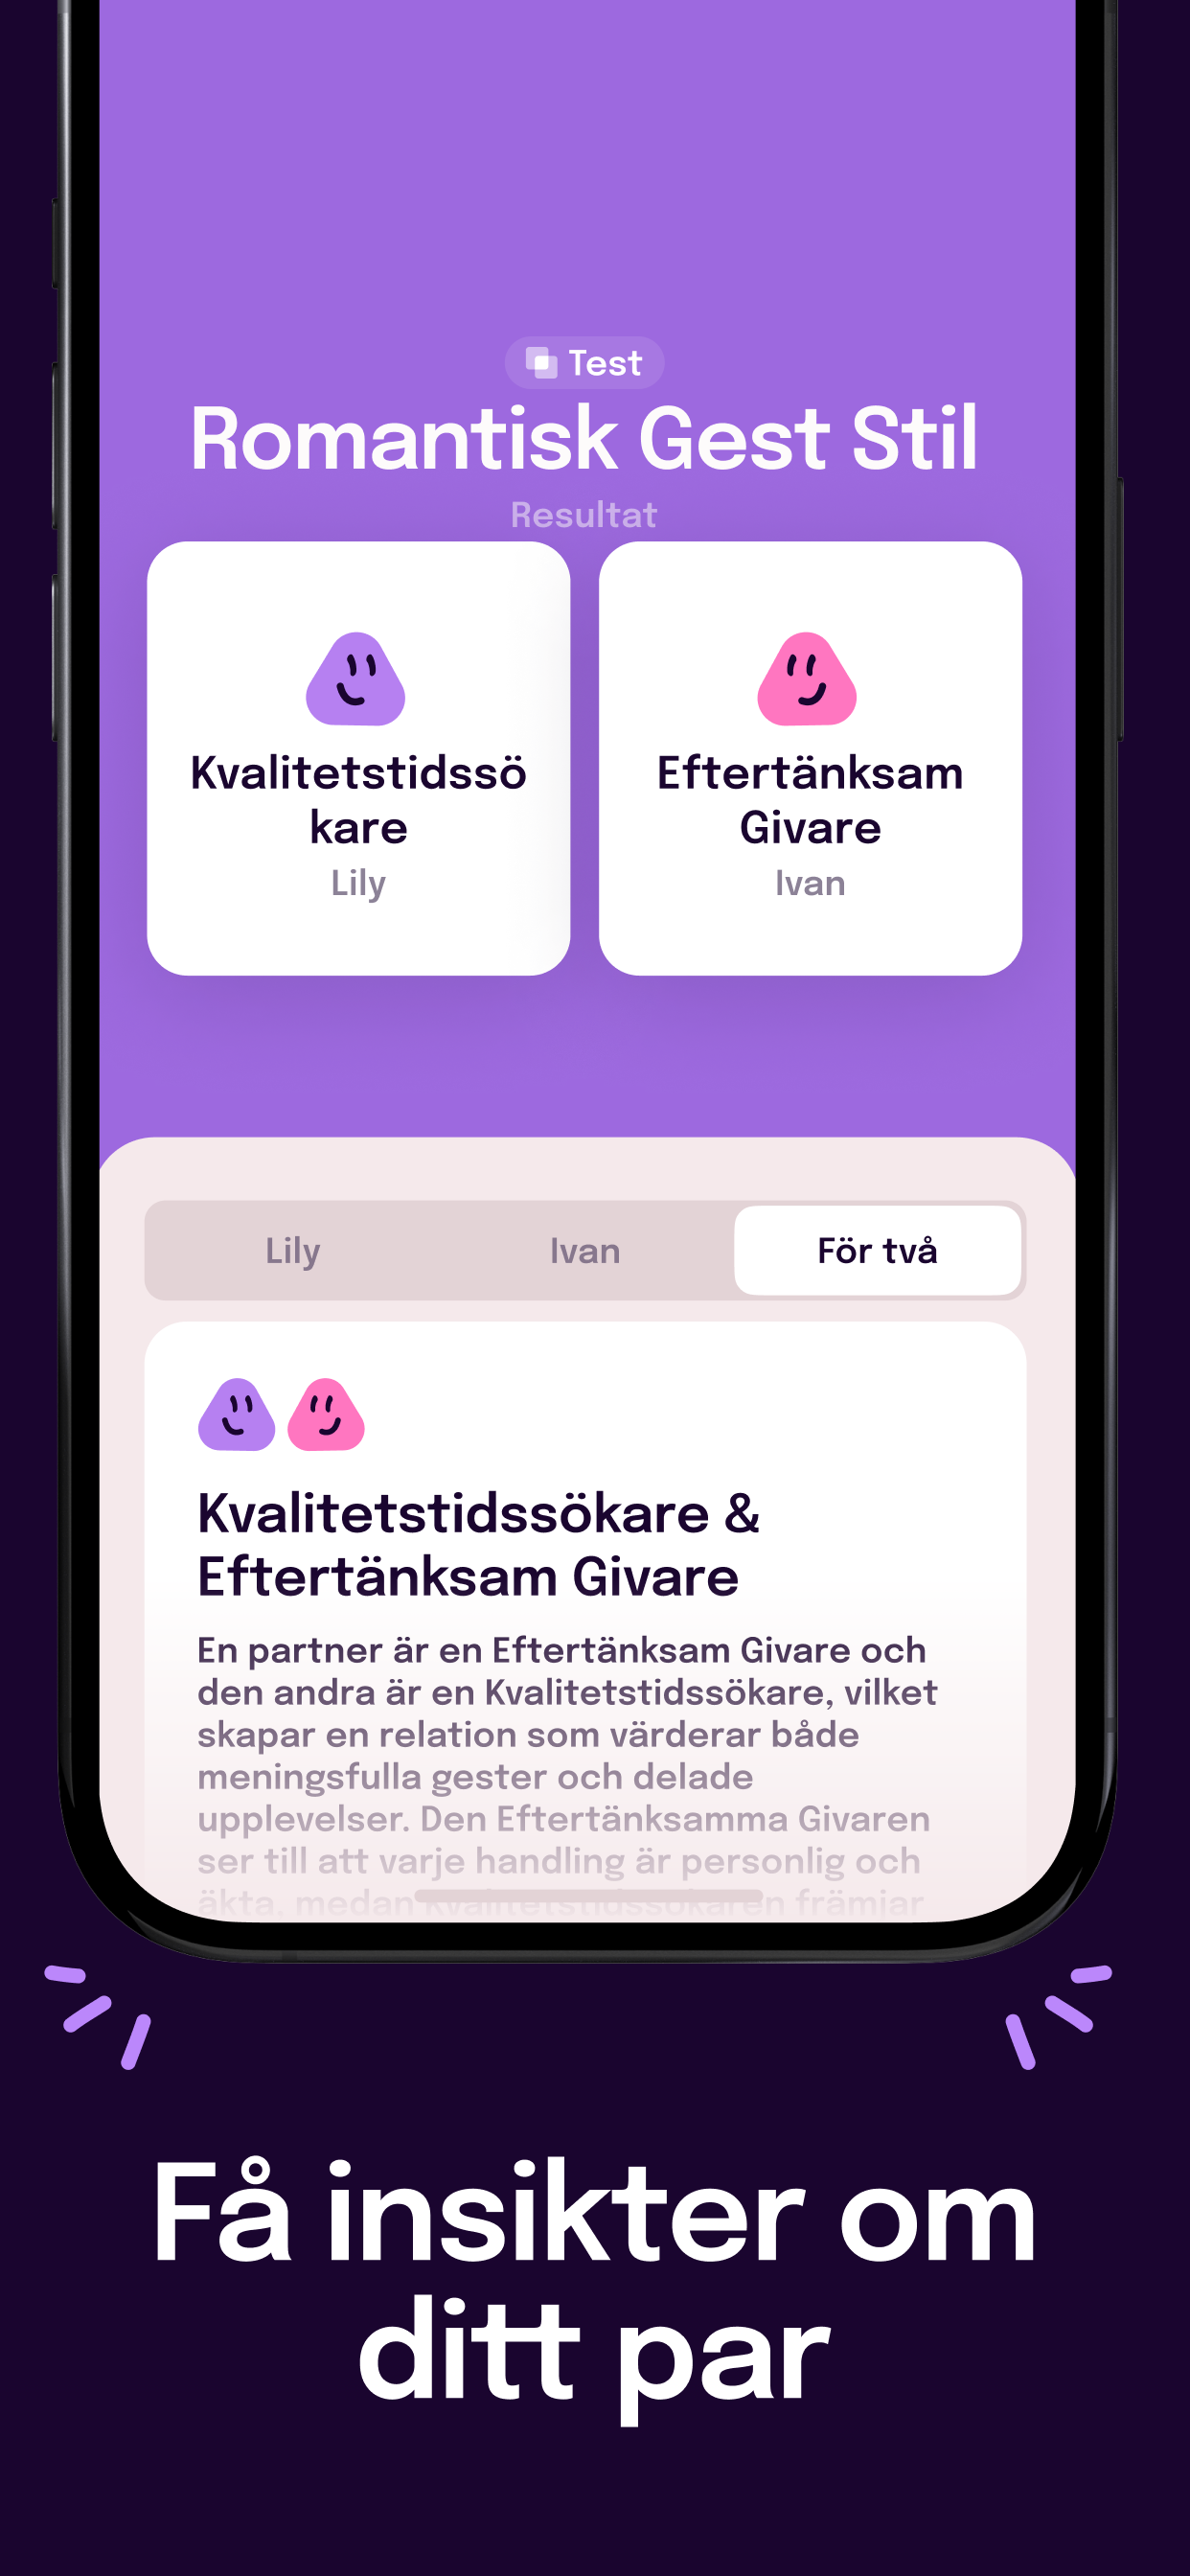 Test
Romantisk Gest Stil
Resultat
Kvalitetstidssö
kare
Lily
Eftertänksam
Givare
Ivan
Lily
Ivan
För två
Kvalitetstidssökare &
Eftertänksam Givare
En partner är en Eftertänksam Givare och
den andra är en Kvalitetstidssökare, vilket
skapar en relation som värderar både
meningsfulla gester och delade
upplevelser. Den Eftertänksamma Givaren
ser till att varje handling är personlig och
äkta, medan Kvalitetstidssökaren främjar
Få insikter om
ditt par